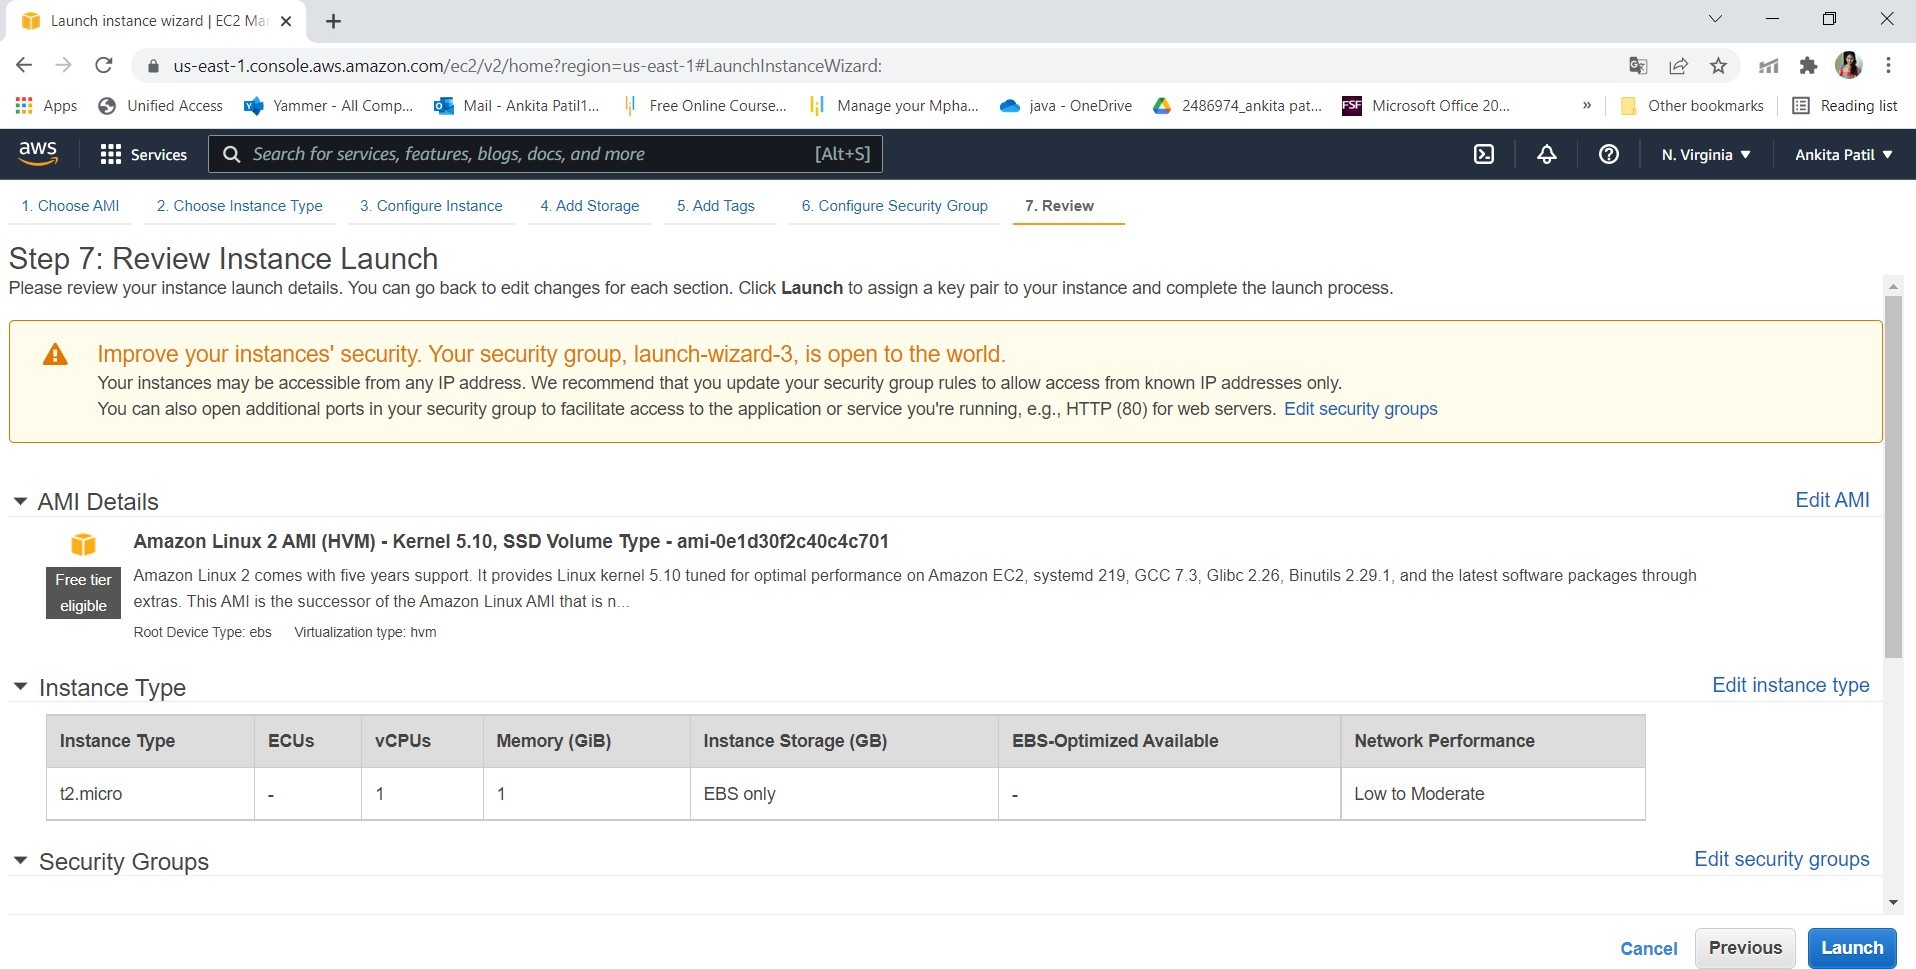 Launch instance wizard | EC2 Ma
us-east-1.console.aws.amazon.com/ec2/v2/home?region=us-east-1#LaunchInstanceWizard:
Apps Unified Access Yammer - All Comp... Mail - Ankita Patil1... Free Online Course... Manage your Mpha... java - OneDrive 2486974_ankita pat... FSF Microsoft Office 20... » Other bookmarks Reading list
aws Services Search for services, features, blogs, docs, and more [Alt+S] N. Virginia Ankita Patil
1. Choose AMI 2. Choose Instance Type 3. Configure Instance 4. Add Storage 5. Add Tags 6. Configure Security Group 7. Review
Step 7: Review Instance Launch
Please review your instance launch details. You can go back to edit changes for each section. Click Launch to assign a key pair to your instance and complete the launch process.
Improve your instances' security. Your security group, launch-wizard-3, is open to the world.
Your instances may be accessible from any IP address. We recommend that you update your security group rules to allow access from known IP addresses only.
You can also open additional ports in your security group to facilitate access to the application or service you're running, e.g., HTTP (80) for web servers. Edit security groups
AMI Details Edit AMI
Amazon Linux 2 AMI (HVM) - Kernel 5.10, SSD Volume Type - ami-0e1d30f2c40c4c701
Free tier eligible
Amazon Linux 2 comes with five years support. It provides Linux kernel 5.10 tuned for optimal performance on Amazon EC2, systemd 219, GCC 7.3, Glibc 2.26, Binutils 2.29.1, and the latest software packages through
extras. This AMI is the successor of the Amazon Linux AMI that is n...
Root Device Type: ebs Virtualization type: hvm
Instance Type Edit instance type
Instance Type ECUs vCPUs Memory (GiB) Instance Storage (GB) EBS-Optimized Available Network Performance
t2.micro - 1 1 EBS only - Low to Moderate
Security Groups Edit security groups
Cancel Previous Launch